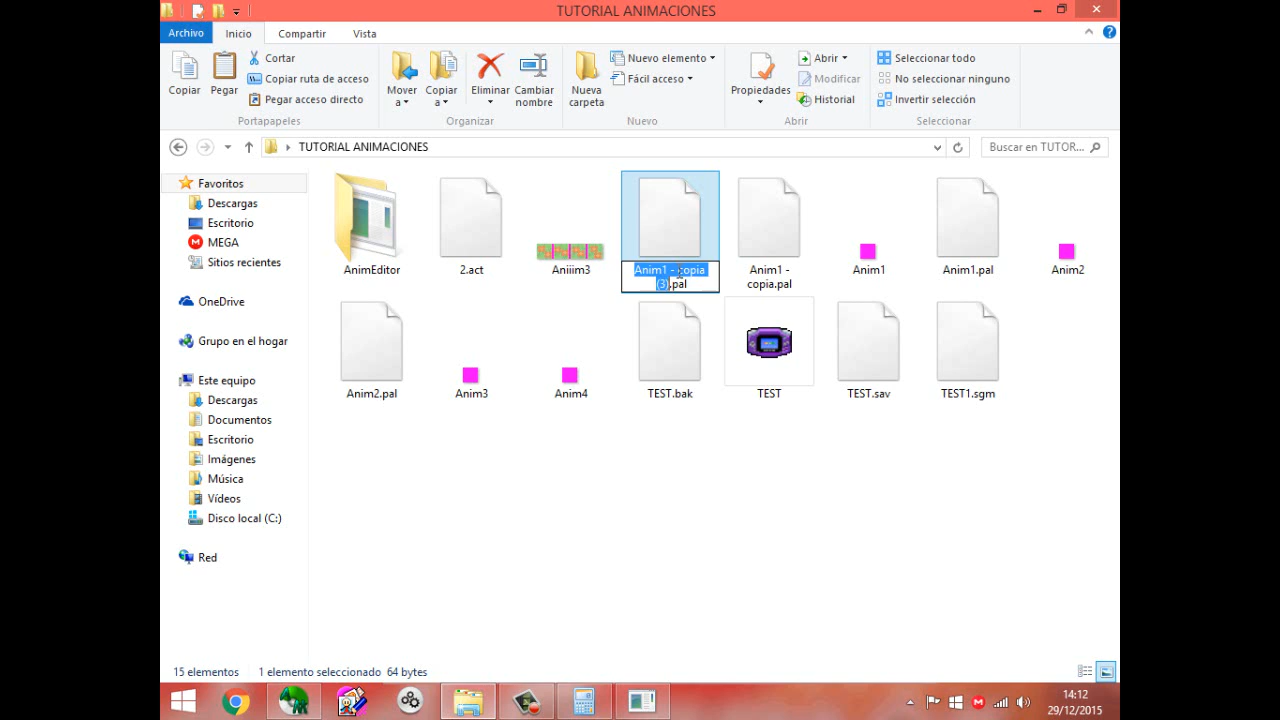 TUTORIAL ANIMACIONES
Archivo Inicio Compartir Vista
Copiar
Pegar
Cortar
Copiar ruta de acceso
Pegar acceso directo
Portapapeles
Mover a
Copiar a
Eliminar
Cambiar nombre
Organizar
Nueva carpeta
Nuevo elemento
Fácil acceso
Nuevo
Propiedades
Abrir
Modificar
Historial
Abrir
Seleccionar todo
No seleccionar ninguno
Invertir selección
Seleccionar
TUTORIAL ANIMACIONES
Buscar en TUTOR...
Favoritos
Descargas
Escritorio
MEGA
Sitios recientes
OneDrive
Grupo en el hogar
Este equipo
Descargas
Documentos
Escritorio
Imágenes
Música
Vídeos
Disco local (C:)
Red
AnimEditor
2.act
Aniiim3
Anim1 - copia
(3).pal
Anim1 -
copia.pal
Anim1
Anim1.pal
Anim2
Anim2.pal
Anim3
Anim4
TEST.bak
TEST
TEST.sav
TEST1.sgm
15 elementos 1 elemento seleccionado 64 bytes
14:12
29/12/2015